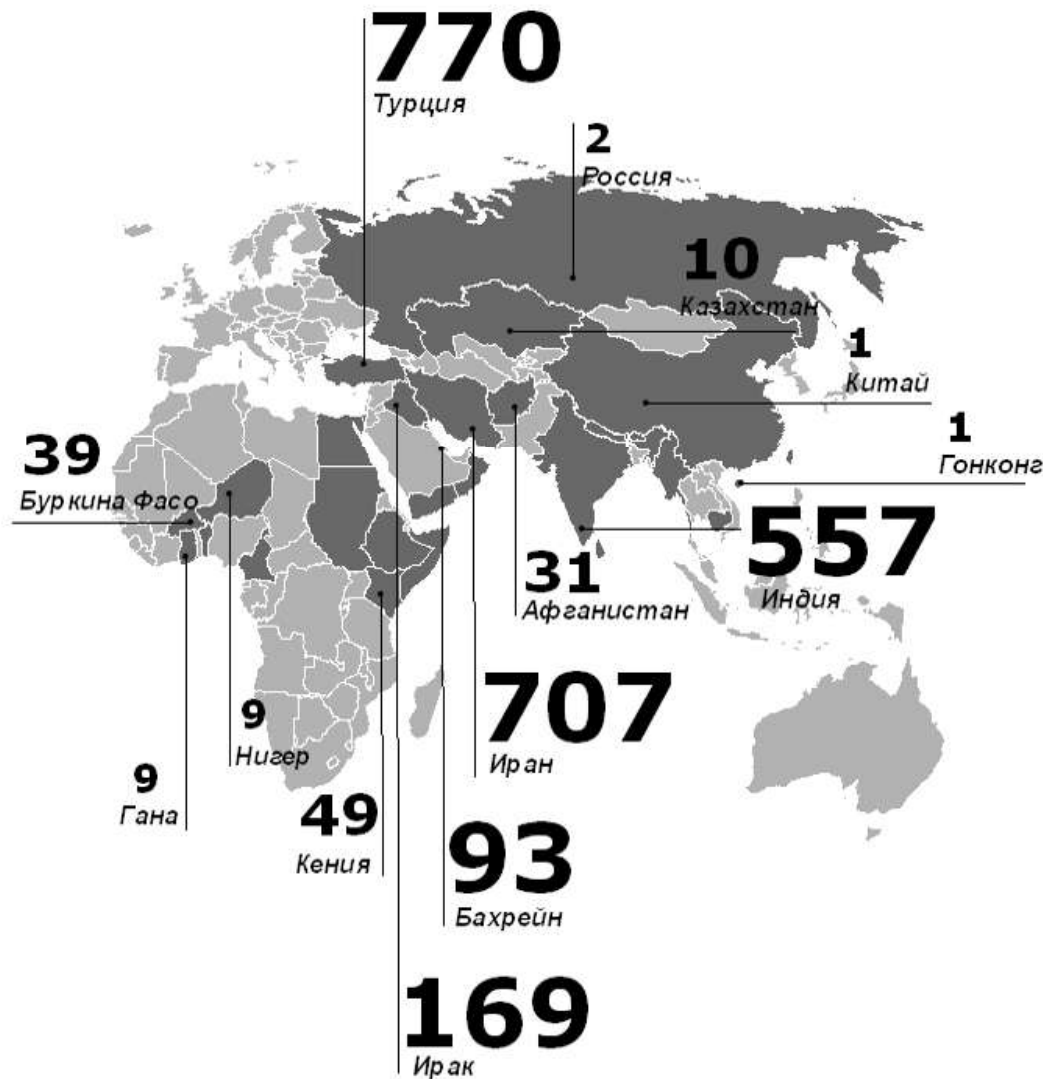 770
Турция
2
Россия
10
Казахстан
1
Китай
1
Гонконг
39
Буркина Фасо
557
Индия
31
Афганистан
707
Иран
9
Нигер
9
Гана
49
Кения
93
Бахрейн
169
Ирак